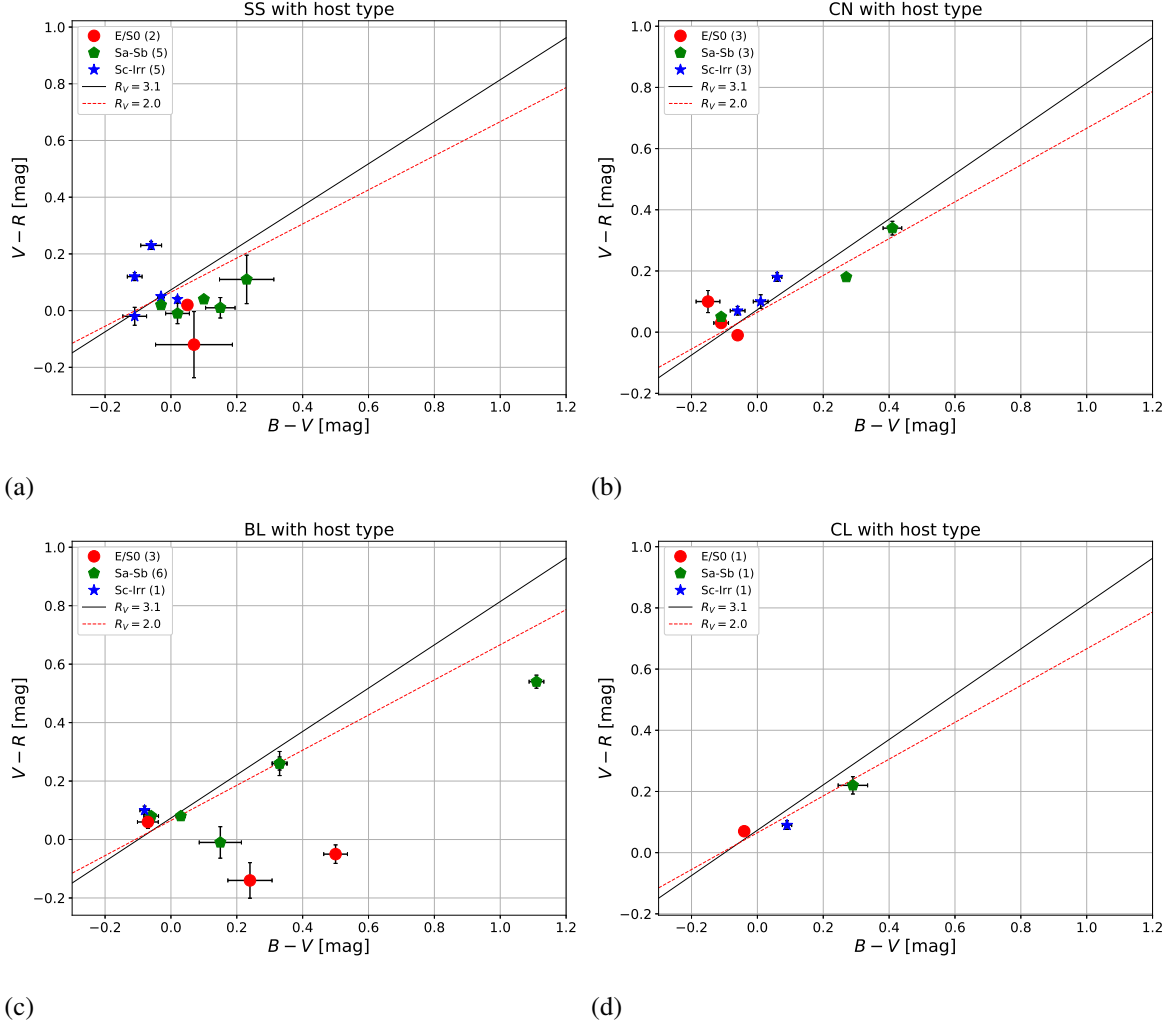 SS with host type
1.0
0.8
0.6
0.4
0.2
0.0
−0.2
V − R [mag]
E/S0 (2)
Sa-Sb (5)
Sc-Irr (5)
R_V = 3.1
R_V = 2.0
−0.2 0.0 0.2 0.4 0.6 0.8 1.0 1.2
B − V [mag]
(a)
CN with host type
1.0
0.8
0.6
0.4
0.2
0.0
−0.2
V − R [mag]
E/S0 (3)
Sa-Sb (3)
Sc-Irr (3)
R_V = 3.1
R_V = 2.0
−0.2 0.0 0.2 0.4 0.6 0.8 1.0 1.2
B − V [mag]
(b)
BL with host type
1.0
0.8
0.6
0.4
0.2
0.0
−0.2
V − R [mag]
E/S0 (3)
Sa-Sb (6)
Sc-Irr (1)
R_V = 3.1
R_V = 2.0
−0.2 0.0 0.2 0.4 0.6 0.8 1.0 1.2
B − V [mag]
(c)
CL with host type
1.0
0.8
0.6
0.4
0.2
0.0
−0.2
V − R [mag]
E/S0 (1)
Sa-Sb (1)
Sc-Irr (1)
R_V = 3.1
R_V = 2.0
−0.2 0.0 0.2 0.4 0.6 0.8 1.0 1.2
B − V [mag]
(d)